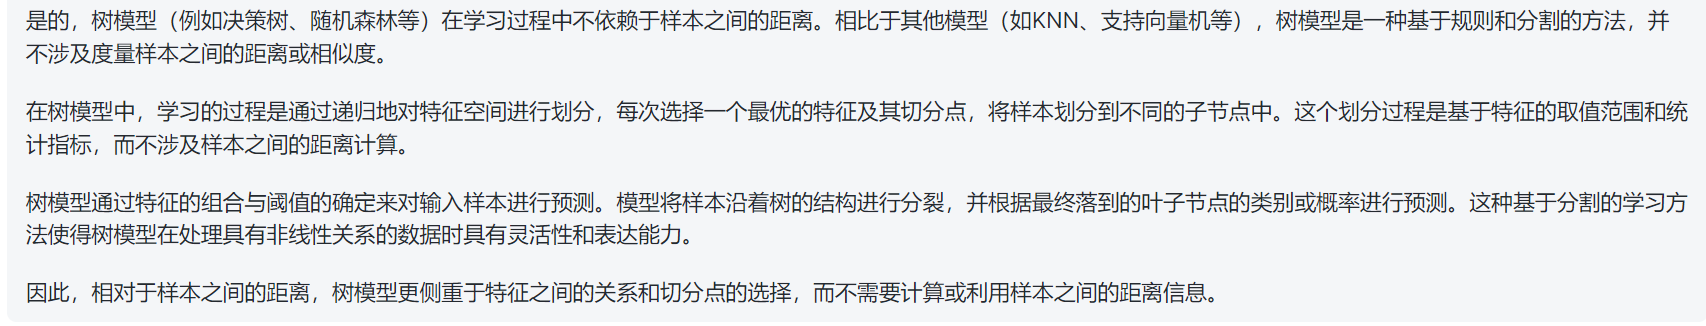 是的，树模型（例如决策树、随机森林等）在学习过程中不依赖于样本之间的距离。相比于其他模型（如KNN、支持向量机等），树模型是一种基于规则和分割的方法，并
不涉及度量样本之间的距离或相似度。
在树模型中，学习的过程是通过递归地对特征空间进行划分，每次选择一个最优的特征及其切分点，将样本划分到不同的子节点中。这个划分过程是基于特征的取值范围和统
计指标，而不涉及样本之间的距离计算。
树模型通过特征的组合与阈值的确定来对输入样本进行预测。模型将样本沿着树的结构进行分裂，并根据最终落到的叶子节点的类别或概率进行预测。这种基于分割的学习方
法使得树模型在处理具有非线性关系的数据时具有灵活性和表达能力。
因此，相对于样本之间的距离，树模型更侧重于特征之间的关系和切分点的选择，而不需要计算或利用样本之间的距离信息。